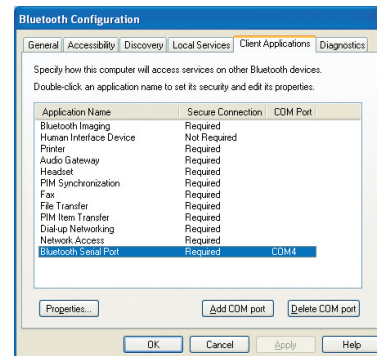 Bluetooth Configuration
General Accessibility Discovery Local Services Client Applications Diagnostics
Specify how this computer will access services on other Bluetooth devices.
Double-click an application name to set its security and edit its properties.
Application Name Secure Connection COM Port
Bluetooth Imaging Required
Human Interface Device Not Required
Printer Required
Audio Gateway Required
Headset Required
PIM Synchronization Required
Fax Required
File Transfer Required
PIM Item Transfer Required
Dial-up Networking Required
Network Access Required
Bluetooth Serial Port Required COM4
Properties... Add COM port Delete COM port
OK Cancel Apply Help